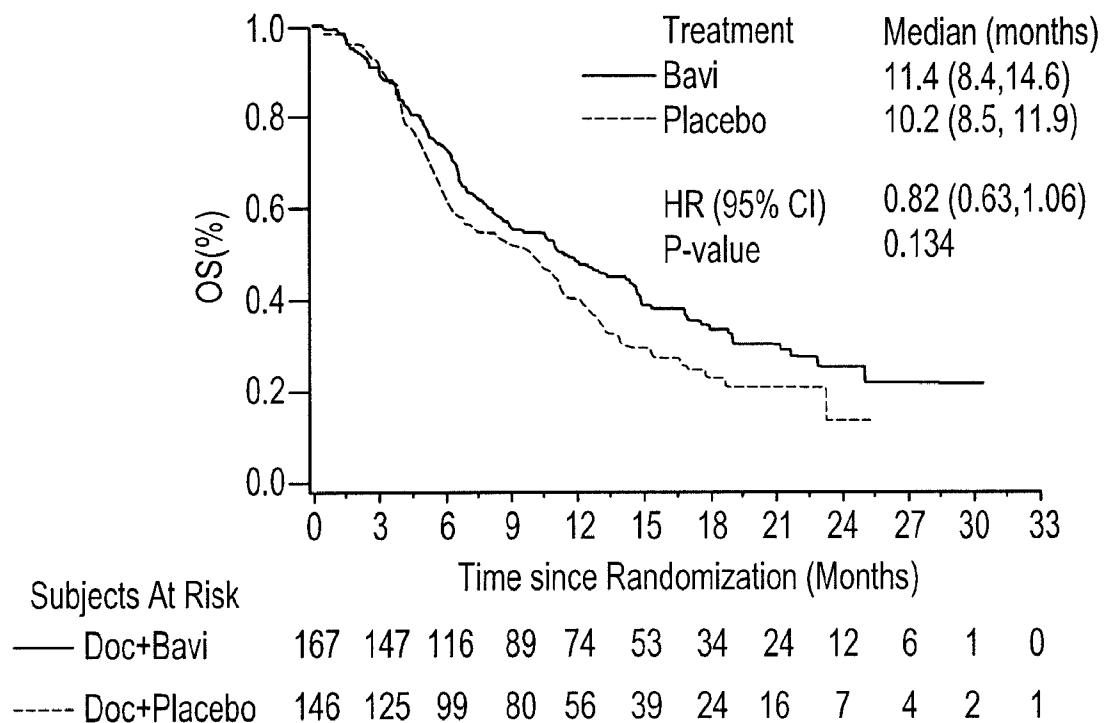 Treatment Median (months)
Bavi 11.4 (8.4,14.6)
Placebo 10.2 (8.5, 11.9)
HR (95% CI) 0.82 (0.63,1.06)
P-value 0.134
OS(%)
1.0
0.8
0.6
0.4
0.2
0.0
0 3 6 9 12 15 18 21 24 27 30 33
Time since Randomization (Months)
Subjects At Risk
Doc+Bavi 167 147 116 89 74 53 34 24 12 6 1 0
Doc+Placebo 146 125 99 80 56 39 24 16 7 4 2 1